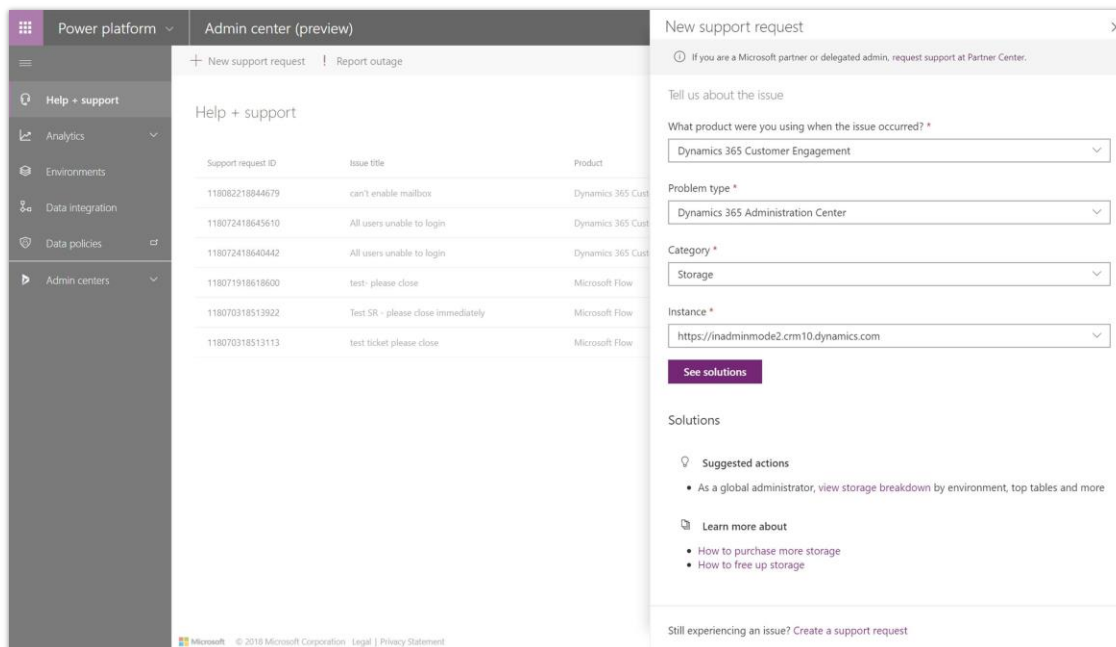 Power platform
Admin center (preview)
New support request
If you are a Microsoft partner or delegated admin, request support at Partner Center.
+ New support request
! Report outage
Help + support
Analytics
Environments
Data integration
Data policies
Admin centers
Help + support
Support request ID Issue title Product
118082218844679 can't enable mailbox Dynamics 365 Cust
118072418645610 All users unable to login Dynamics 365 Cust
118072418640442 All users unable to login Dynamics 365 Cust
118071918618600 test- please close Microsoft Flow
118070318513922 Test SR - please close immediately Microsoft Flow
118070318513113 test ticket please close Microsoft Flow
Microsoft © 2018 Microsoft Corporation Legal | Privacy Statement
Tell us about the issue
What product were you using when the issue occurred? *
Dynamics 365 Customer Engagement
Problem type *
Dynamics 365 Administration Center
Category *
Storage
Instance *
https://inadminmode2.crm10.dynamics.com
See solutions
Solutions
Suggested actions
• As a global administrator, view storage breakdown by environment, top tables and more
Learn more about
• How to purchase more storage
• How to free up storage
Still experiencing an issue? Create a support request